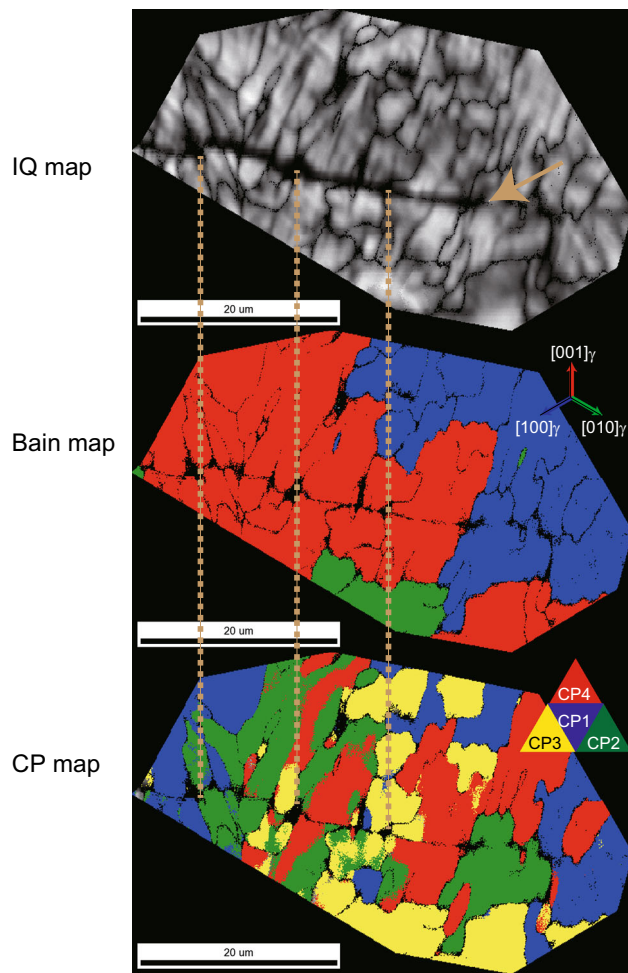 IQ map
20 um
Bain map
[001]γ
[100]γ
[010]γ
20 um
CP map
CP4
CP1
CP3
CP2
20 um